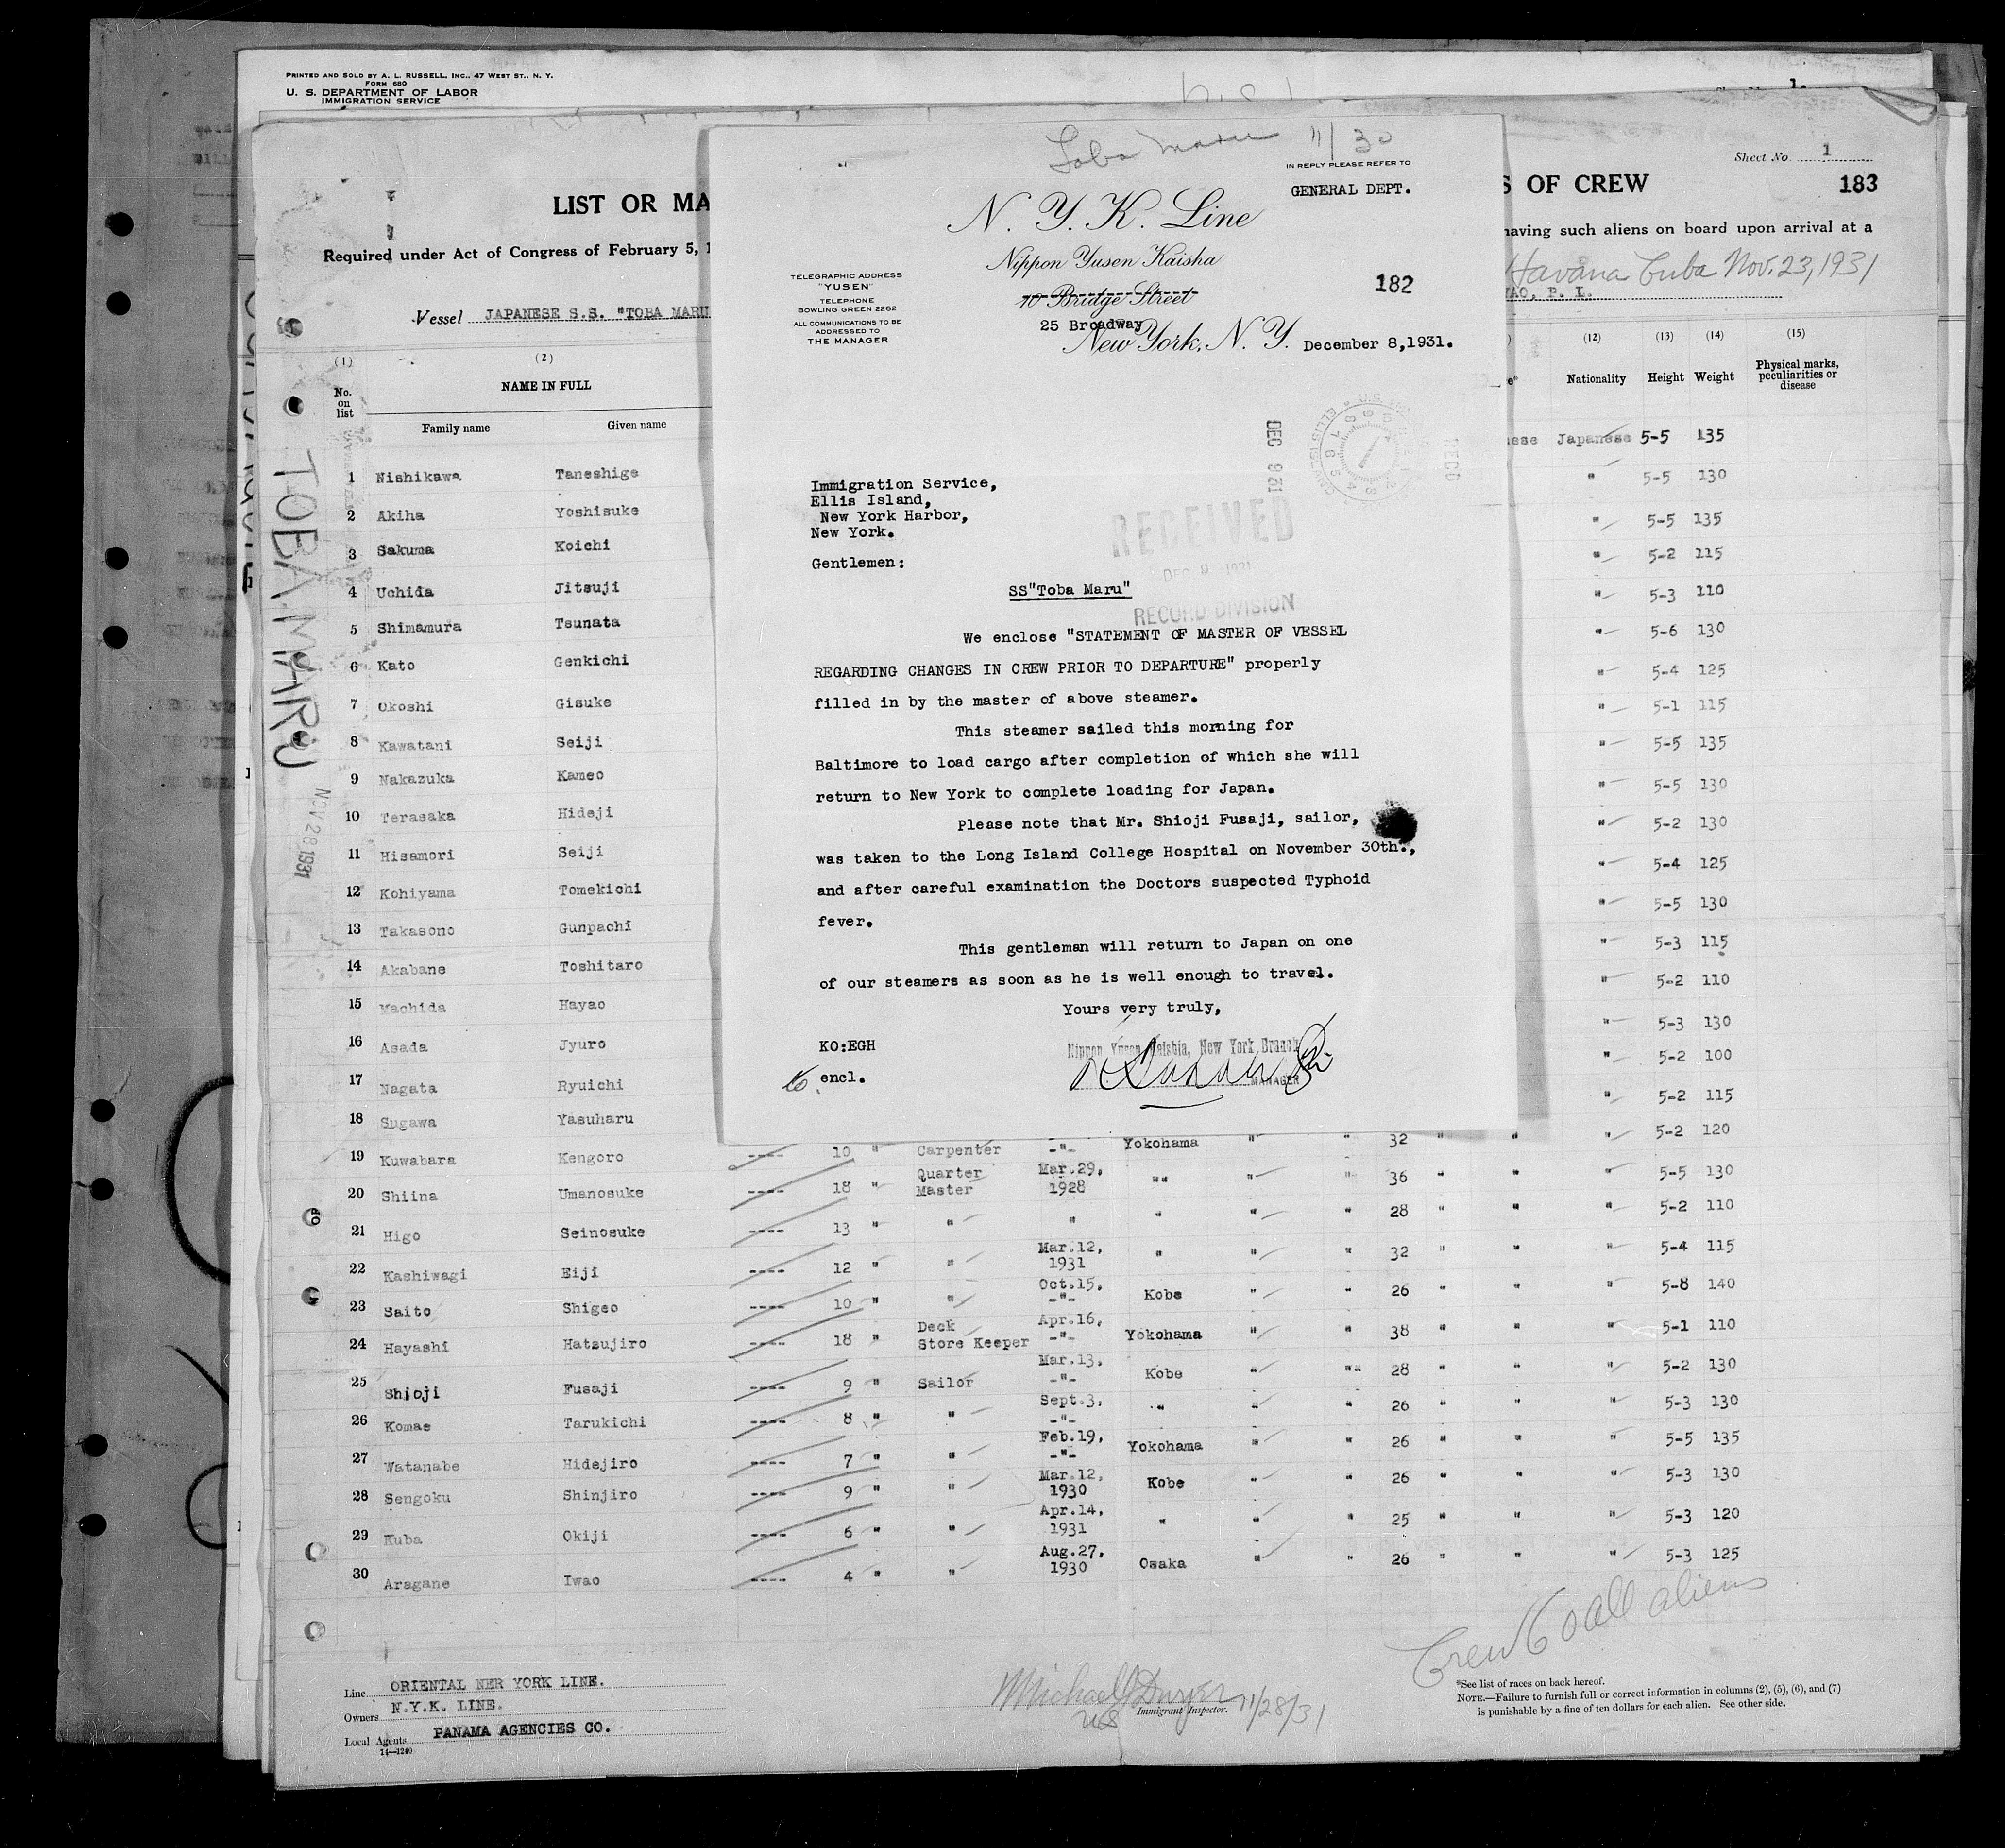 PRINTED AND SOLD BY A. L. RUSSELL, INC., 47 WEST ST., N. Y.
FORM 680
U. S. DEPARTMENT OF LABOR
IMMIGRATION SERVICE
1.
Sheet No. 1
183
LIST OR MA
S OF CREW
Required under Act of Congress of February 5, 1
having such aliens on board upon arrival at a
Havana Cuba Nov. 23, 1931
VAO, P. I.
Vessel JAPANESE S.S. "TOBA MARU
Toba Maru 11/30
IN REPLY PLEASE REFER TO
GENERAL DEPT.
N. Y. K. Line
Nippon Yusen Kaisha
10 Bridge Street
25 Broadway
New York, N. Y. December 8,1931.
182
TELEGRAPHIC ADDRESS
"YUSEN"
TELEPHONE
BOWLING GREEN 2262
ALL COMMUNICATIONS TO BE
ADDRESSED TO
THE MANAGER
DEC 9 31
REC'D
Immigration Service,
Ellis Island,
New York Harbor,
New York.
RECEIVED
DEC 9 1931
RECORD DIVISION
Gentlemen:
SS"Toba Maru"
We enclose "STATEMENT OF MASTER OF VESSEL
REGARDING CHANGES IN CREW PRIOR TO DEPARTURE" properly
filled in by the master of above steamer.
This steamer sailed this morning for
Baltimore to load cargo after completion of which she will
return to New York to complete loading for Japan.
Please note that Mr. Shioji Fusaji, sailor,
was taken to the Long Island College Hospital on November 30th.,
and after careful examination the Doctors suspected Typhoid
fever.
This gentleman will return to Japan on one
of our steamers as soon as he is well enough to travel.
Yours very truly,
Nippon Yusen Kaisha, New York Branch
MANAGER
KO:EGH
encl.
TOBA MARU
NOV 28 1931
(1) (2) (12) (13) (14) (15)
No. on list
NAME IN FULL
Family name Given name
Nationality Height Weight Physical marks, peculiarities or disease
ese Japanese 5-5 135
1 Nishikawa Taneshige " 5-5 130
2 Akiha Yoshisuke " 5-5 135
3 Sakuma Koichi " 5-2 115
4 Uchida Jitsuji " 5-3 110
5 Shimamura Tsunata " 5-6 130
6 Kato Genkichi " 5-4 125
7 Okoshi Gisuke " 5-1 115
8 Kawatani Seiji " 5-5 135
9 Nakazuka Kameo " 5-5 130
10 Terasaka Hideji " 5-2 130
11 Hisamori Seiji " 5-4 125
12 Kohiyama Tomekichi " 5-5 130
13 Takasono Gunpachi " 5-3 115
14 Akabane Toshitaro " 5-2 110
15 Machida Hayao " 5-3 130
16 Asada Jyuro " 5-2 100
17 Nagata Ryuichi " 5-2 115
18 Sugawa Yasuharu " 5-2 120
19 Kuwabara Kengoro ---- 10 " Carpenter -"- Yokohama " " 32 " " " 5-5 130
20 Shiina Umanosuke ---- 18 " Quarter Master Mar.29, 1928 "" " " 36 " " " 5-2 110
21 Higo Seinosuke ---- 13 " " " " " " 28 " " " 5-4 115
22 Kashiwagi Eiji ---- 12 " " Mar.12, 1931 " " " 32 " " " 5-8 140
23 Saito Shigeo ---- 10 " " Oct.15, -"- Kobe " " 26 " " " 5-1 110
24 Hayashi Hatsujiro ---- 18 " Deck Store Keeper Apr.16, -"- Yokohama " " 38 " " " 5-2 130
25 Shioji Fusaji ---- 9 " Sailor Mar.13, -"- Kobe " "" 28 " " " 5-3 130
26 Komae Tarukichi ---- 8 " " Sept.3, -"- " " " 26 " " " 5-5 135
27 Watanabe Hidejiro ---- 7 " " Feb.19, -"- Yokohama " " 26 " " " 5-3 130
28 Sengoku Shinjiro ---- 9 " " Mar.12, 1930 Kobe " " 26 " " " 5-3 120
29 Kuba Okiji ---- 6 " " Apr.14, 1931 " " " 25 " " " 5-3 125
30 Aragane Iwao ---- 4 " " Aug.27, 1930 Osaka " " 26 " "
Crew 60 all aliens
Line ORIENTAL NER YORK LINE.
Owners N.Y.K. LINE.
Local Agents PANAMA AGENCIES CO.
14—1240
Michael J Dwyer 11/28/31
Immigrant Inspector.
*See list of races on back hereof.
NOTE.—Failure to furnish full or correct information in columns (2), (5), (6), and (7)
is punishable by a fine of ten dollars for each alien. See other side.